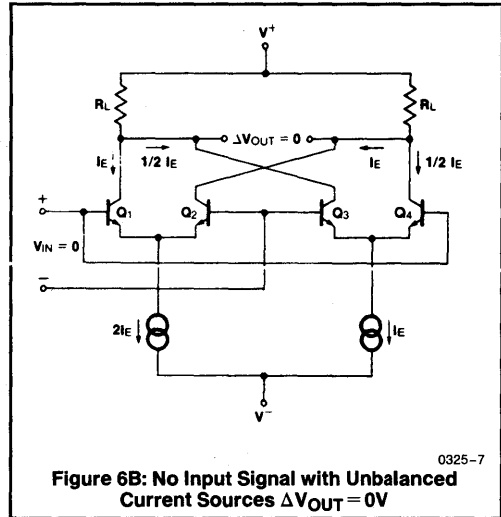 V+
RL
RL
ΔVOUT = 0
IE
1/2 IE
IE
1/2 IE
+
Q1
Q2
Q3
Q4
VIN = 0
−
2IE
IE
V−
0325-7
Figure 6B: No Input Signal with Unbalanced
Current Sources ΔVOUT = 0V